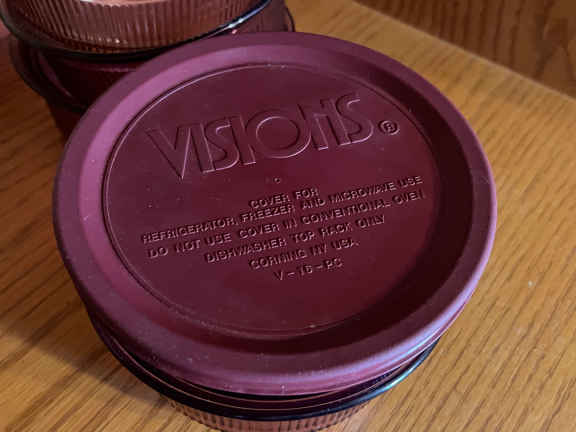 VISIONS®
COVER FOR
REFRIGERATOR, FREEZER AND MICROWAVE USE
DO NOT USE COVER IN CONVENTIONAL OVEN
DISHWASHER TOP RACK ONLY
CORNING NY USA
V-16-PC